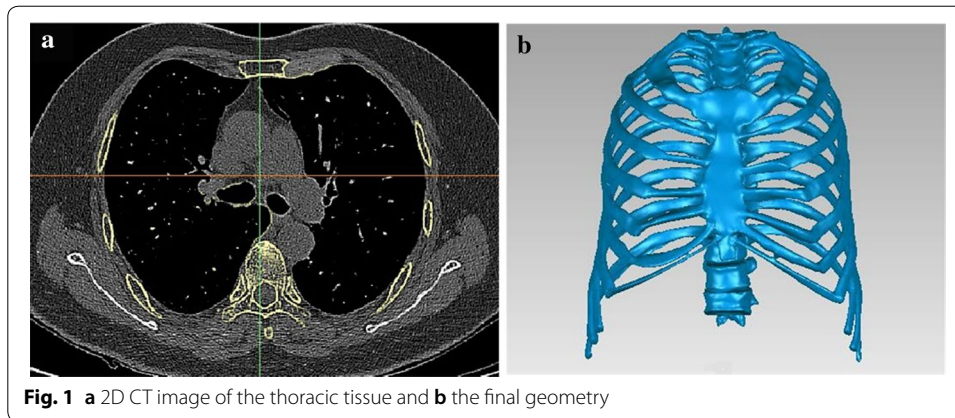 a
b
Fig. 1 a 2D CT image of the thoracic tissue and b the final geometry